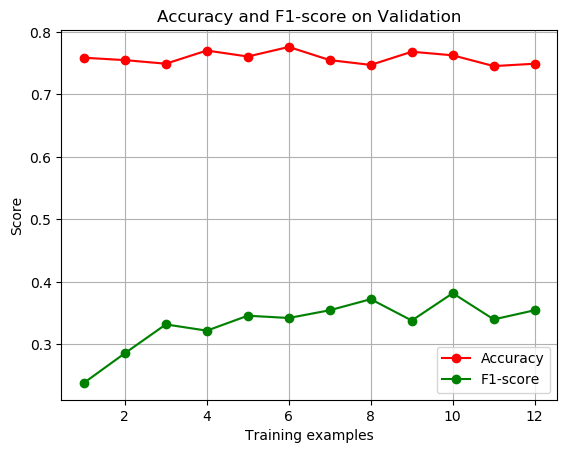 Accuracy and F1-score on Validation
0.8
0.7
0.6
0.5
0.4
0.3
Score
2 4 6 8 10 12
Training examples
Accuracy
F1-score